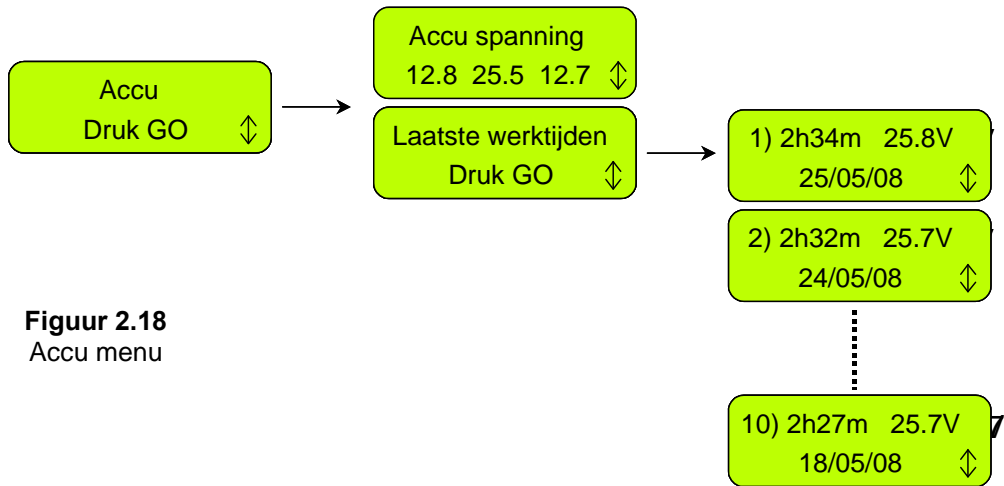 Accu
Druk GO ↕
Accu spanning
12.8 25.5 12.7 ↕
Laatste werktijden
Druk GO ↕
1) 2h34m 25.8V
25/05/08 ↕
2) 2h32m 25.7V
24/05/08 ↕
10) 2h27m 25.7V
18/05/08 ↕
Figuur 2.18
Accu menu